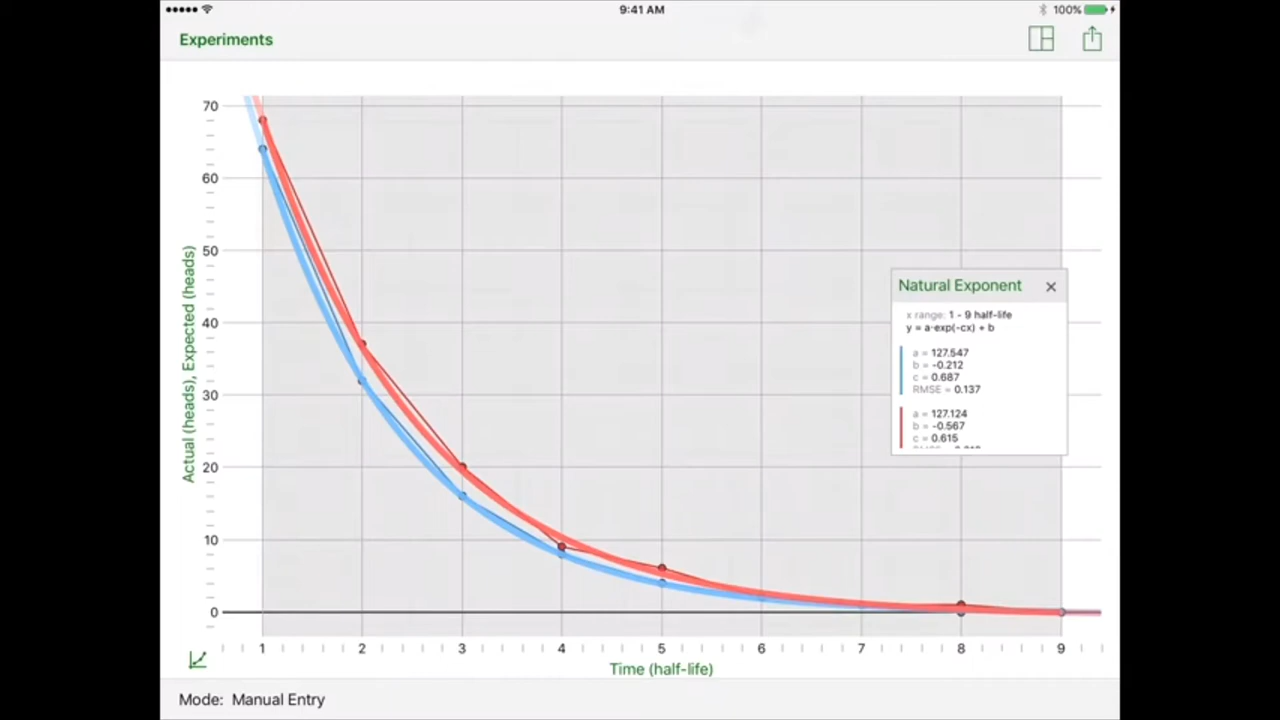 9:41 AM
100%
Experiments
70
60
50
40
30
20
10
0
Actual (heads), Expected (heads)
Natural Exponent
x range: 1 - 9 half-life
y = a·exp(-cx) + b
a = 127.547
b = -0.212
c = 0.687
RMSE = 0.137
a = 127.124
b = -0.567
c = 0.615
1 2 3 4 5 6 7 8 9
Time (half-life)
Mode: Manual Entry